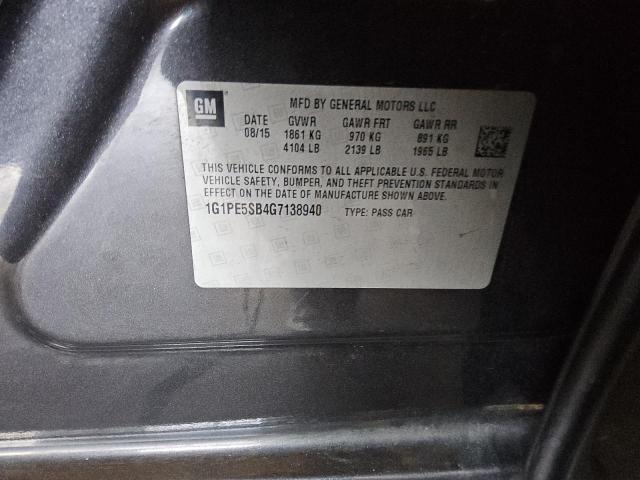 GM
MFD BY GENERAL MOTORS LLC
DATE GVWR GAWR FRT GAWR RR
08/15 1861 KG 970 KG 891 KG
4104 LB 2139 LB 1965 LB
THIS VEHICLE CONFORMS TO ALL APPLICABLE U.S. FEDERAL MOTOR
VEHICLE SAFETY, BUMPER, AND THEFT PREVENTION STANDARDS IN
EFFECT ON THE DATE OF MANUFACTURE SHOWN ABOVE.
1G1PE5SB4G7138940 TYPE: PASS CAR